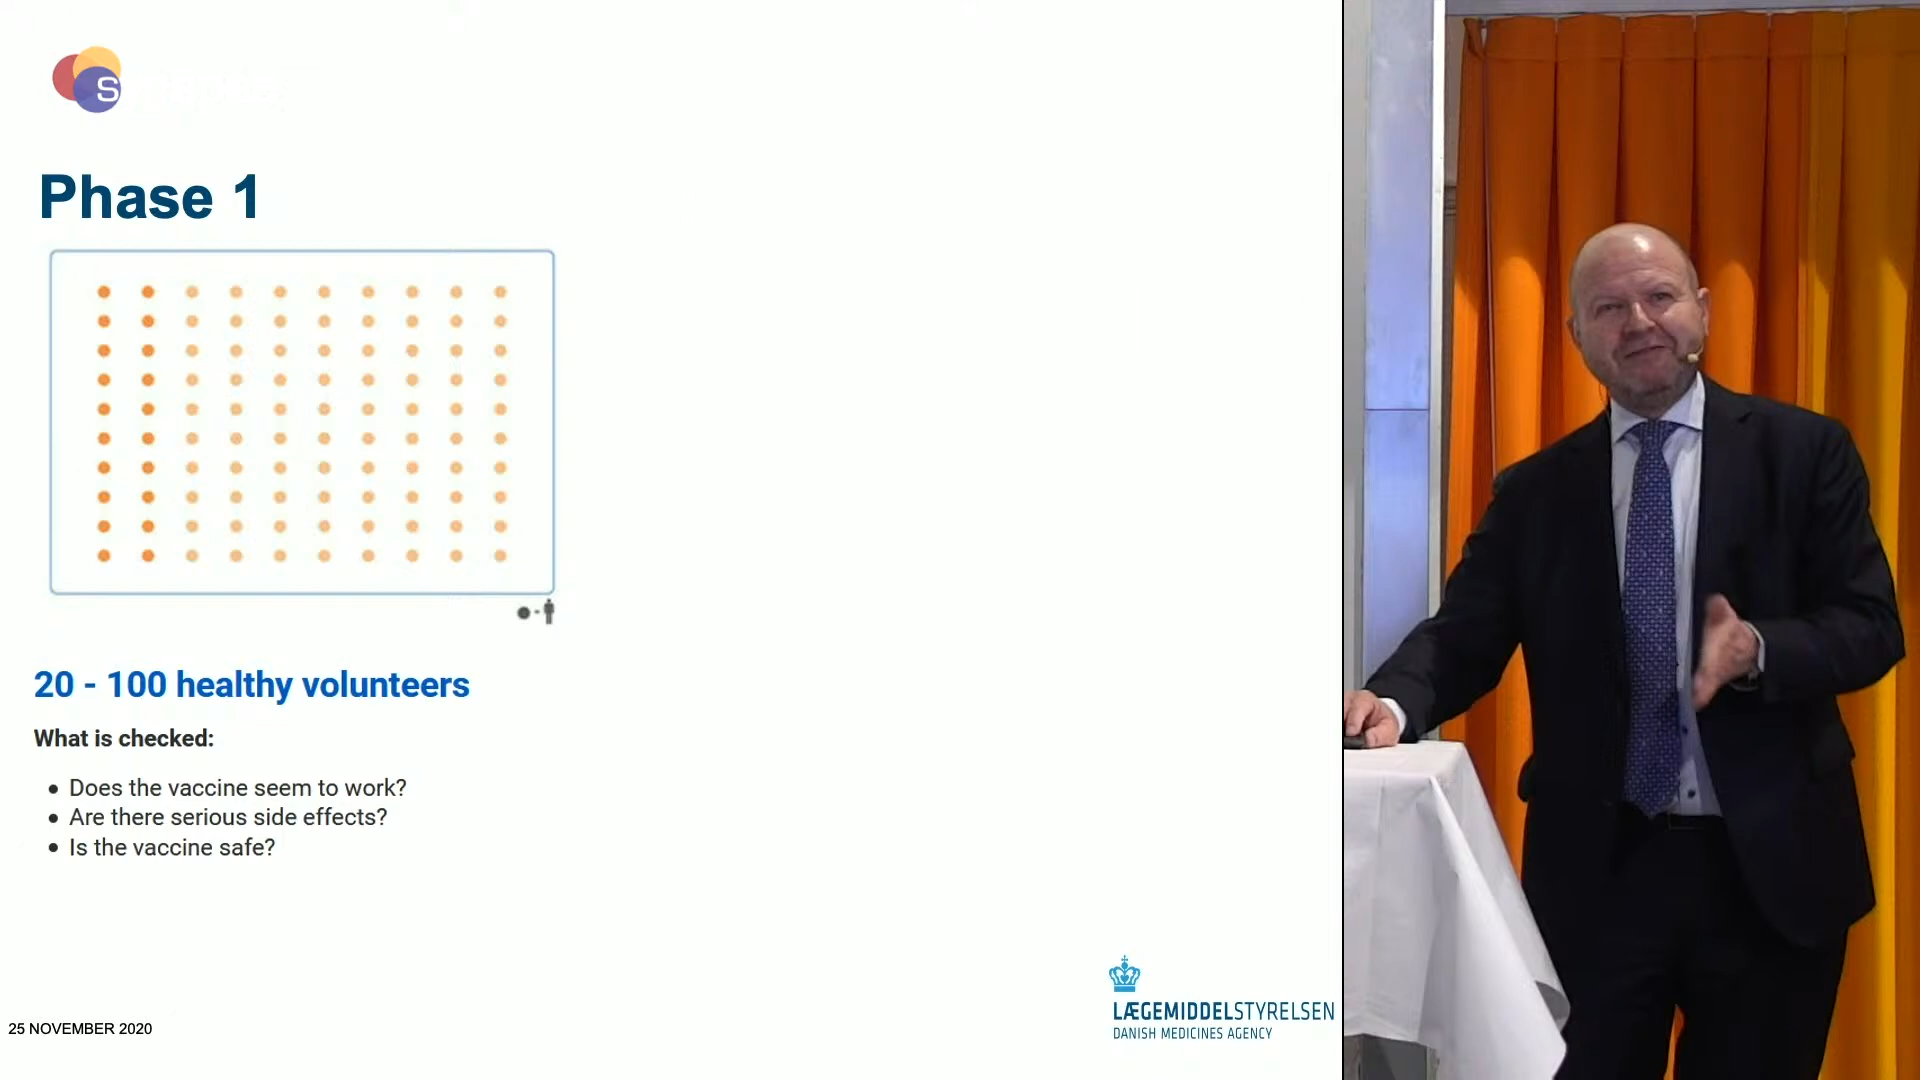 Phase 1
20 - 100 healthy volunteers
What is checked:
Does the vaccine seem to work?
Are there serious side effects?
Is the vaccine safe?
25 NOVEMBER 2020
LÆGEMIDDELSTYRELSEN
DANISH MEDICINES AGENCY